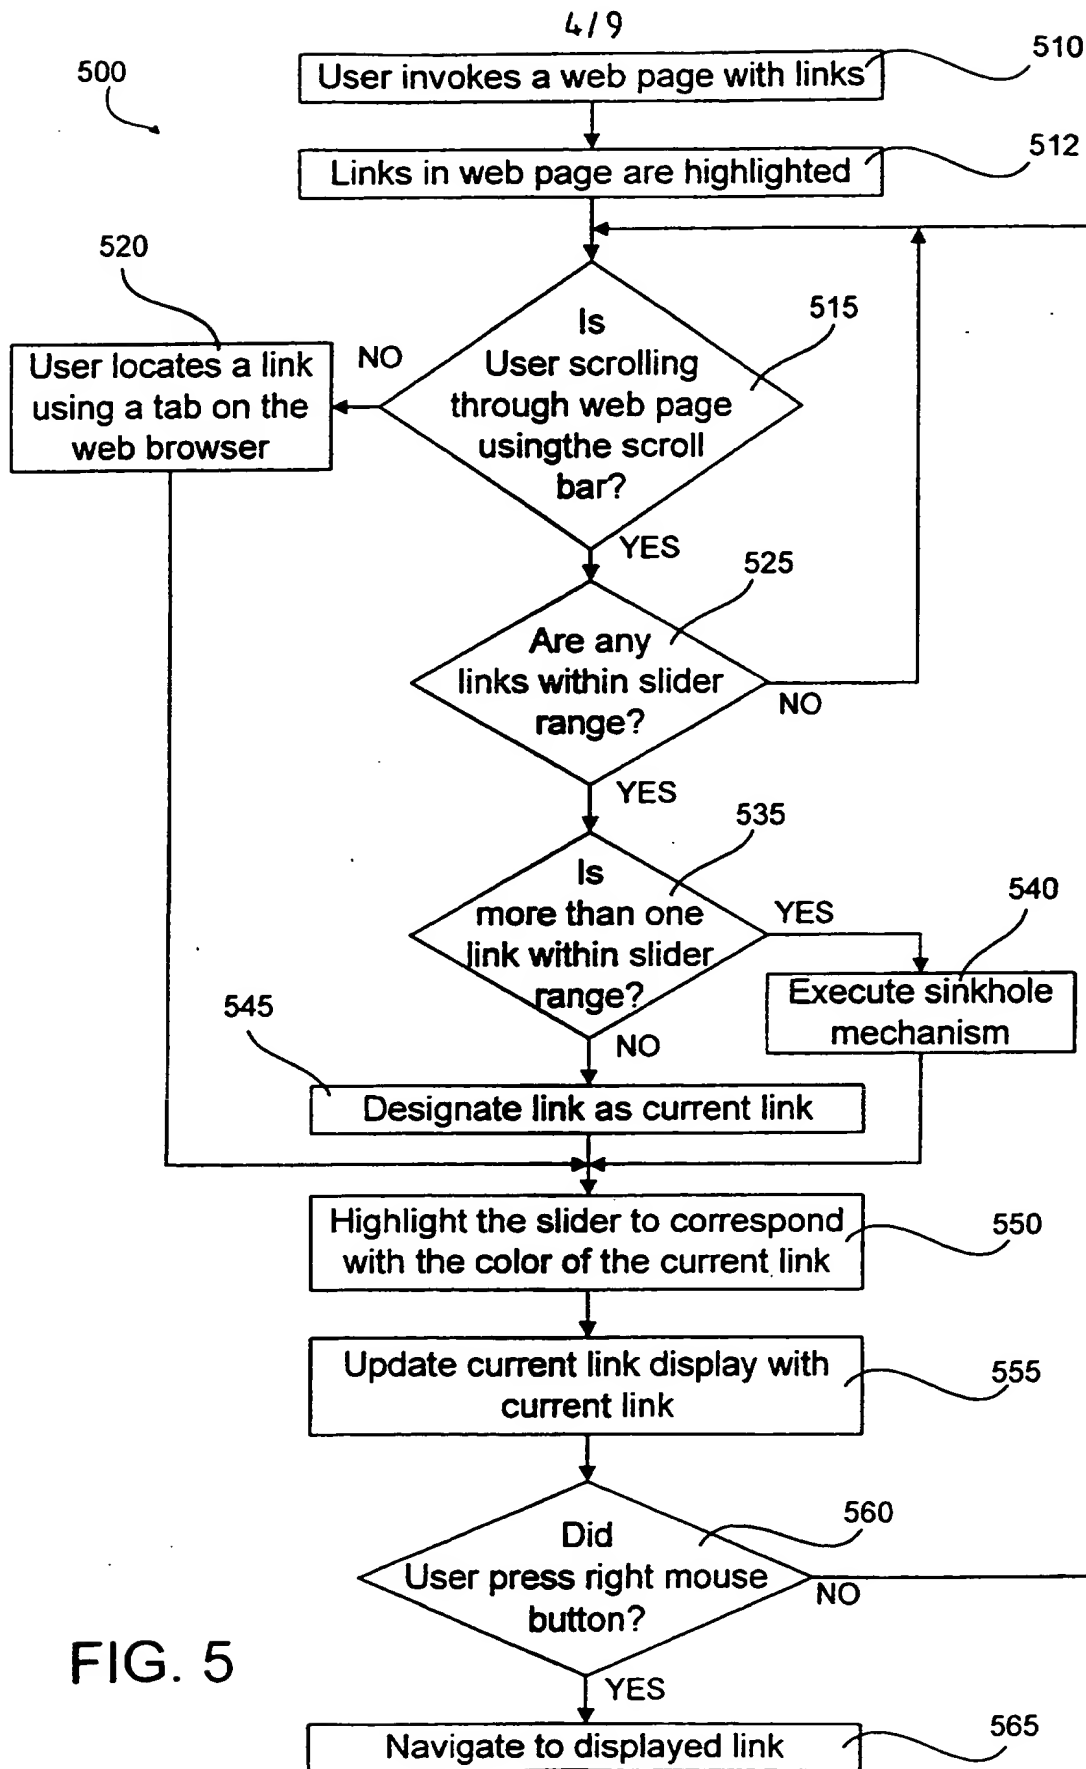 4/9
User invokes a web page with links
510
500
Links in web page are highlighted
512
520
515
Is
User scrolling
through web page
usingthe scroll
bar?
NO
User locates a link
using a tab on the
web browser
YES
525
Are any
links within slider
range?
NO
YES
535
Is
more than one
link within slider
range?
YES
540
Execute sinkhole
mechanism
545
NO
Designate link as current link
Highlight the slider to correspond
with the color of the current link
550
Update current link display with
current link
555
560
Did
User press right mouse
button?
NO
FIG. 5
YES
Navigate to displayed link
565